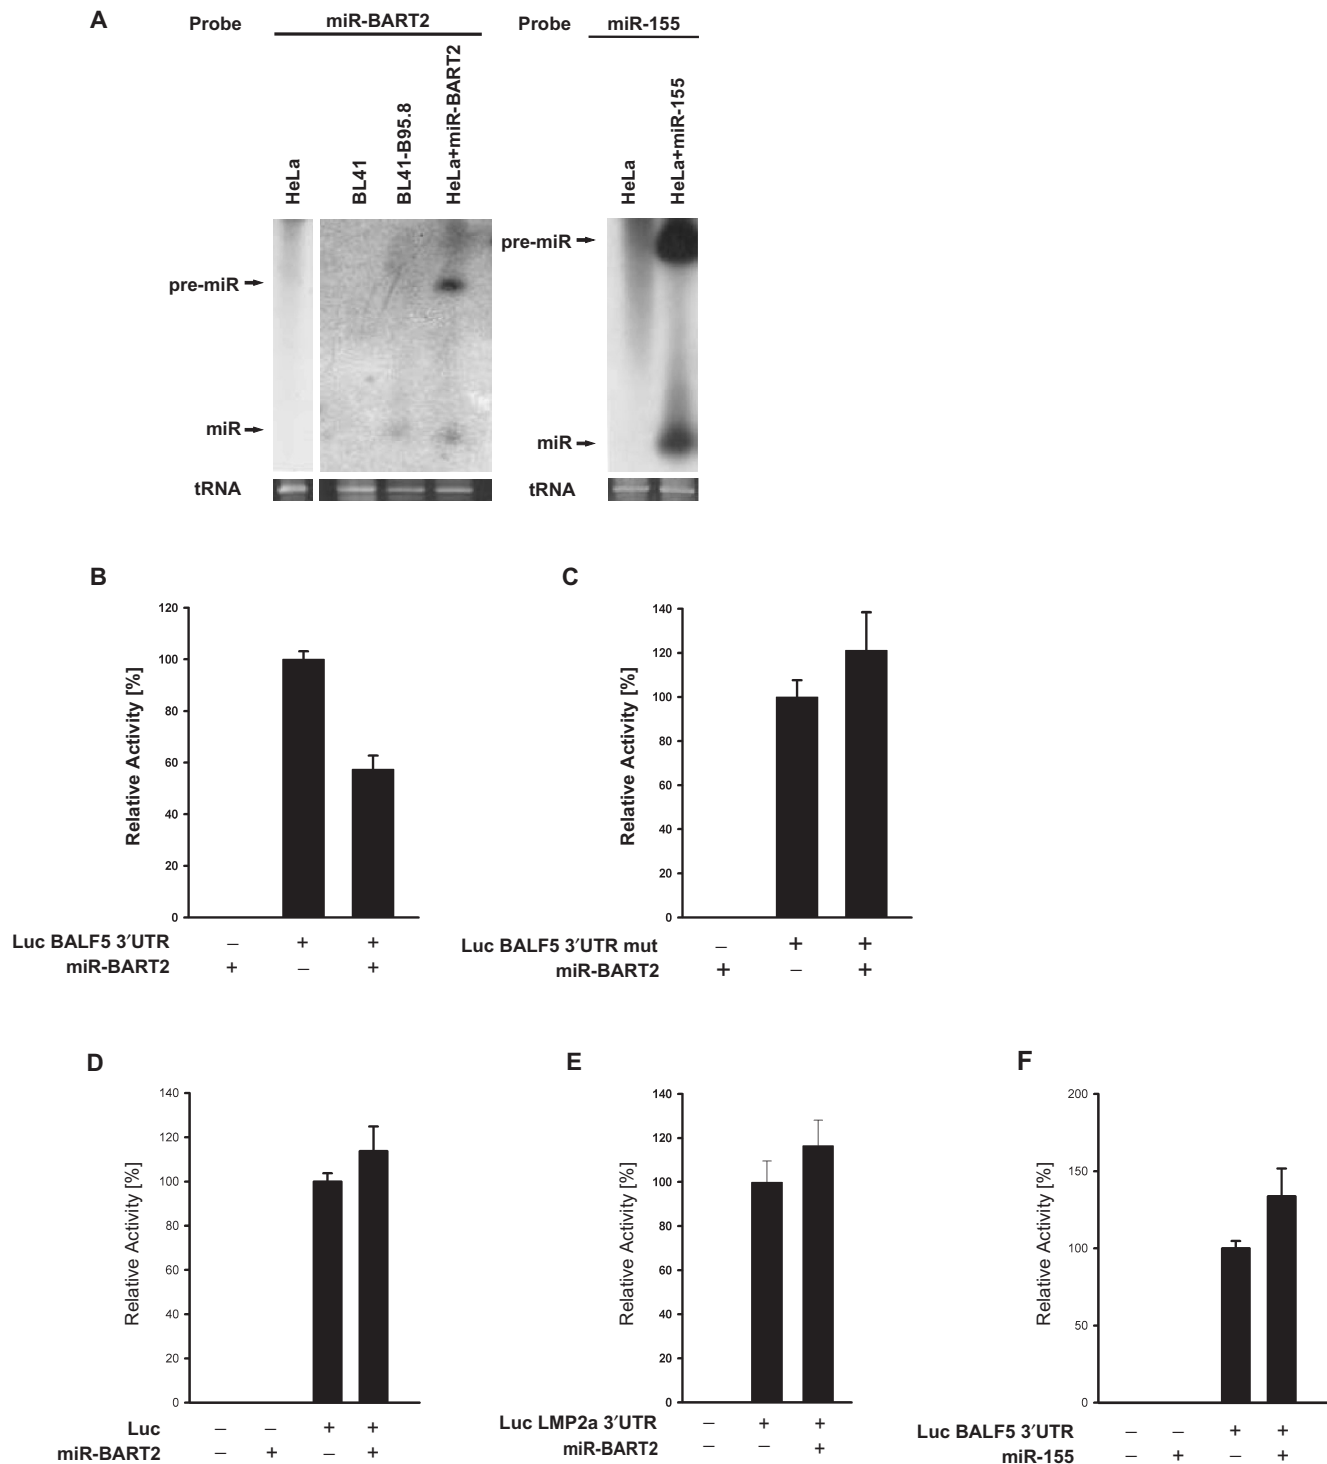 A
Probe miR-BART2 Probe miR-155
HeLa BL41 BL41-B95.8 HeLa+miR-BART2 HeLa HeLa+miR-155
pre-miR
pre-miR
miR
miR
tRNA tRNA
B
Relative Activity [%]
120
100
80
60
40
20
0
Luc BALF5 3′UTR – + +
miR-BART2 + – +
C
Relative Activity [%]
140
120
100
80
60
40
20
0
Luc BALF5 3′UTR mut – + +
miR-BART2 + – +
D
Relative Activity [%]
140
120
100
80
60
40
20
0
Luc – – + +
miR-BART2 – + – +
E
Relative Activity [%]
140
120
100
80
60
40
20
0
Luc LMP2a 3′UTR – + +
miR-BART2 – – +
F
Relative Activity [%]
200
150
100
50
0
Luc BALF5 3′UTR – – + +
miR-155 – + – +